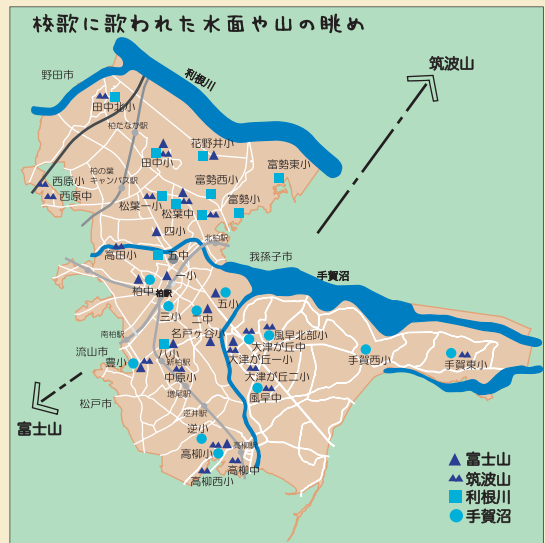 校歌に歌われた水面や山の眺め
筑波山
野田市
利根川
田中北小
柏たなか駅
花野井小
田中小
富勢東小
柏の葉
キャンパス駅
西原小
西原中
富勢西小
松葉一小
松葉中
富勢小
四小
北柏駅
高田小
五中
我孫子市
手賀沼
柏中
柏駅
一小
五小
三小
二中
名戸ケ谷小
風早北部小
大津が丘中
南柏駅
流山市
八小
豊小
新柏駅
中原小
大津が丘一小
手賀西小
手賀東小
大津が丘二小
増尾駅
風早中
松戸市
富士山
逆井駅
逆小
高柳駅
高柳小
高柳中
高柳西小
富士山
筑波山
利根川
手賀沼